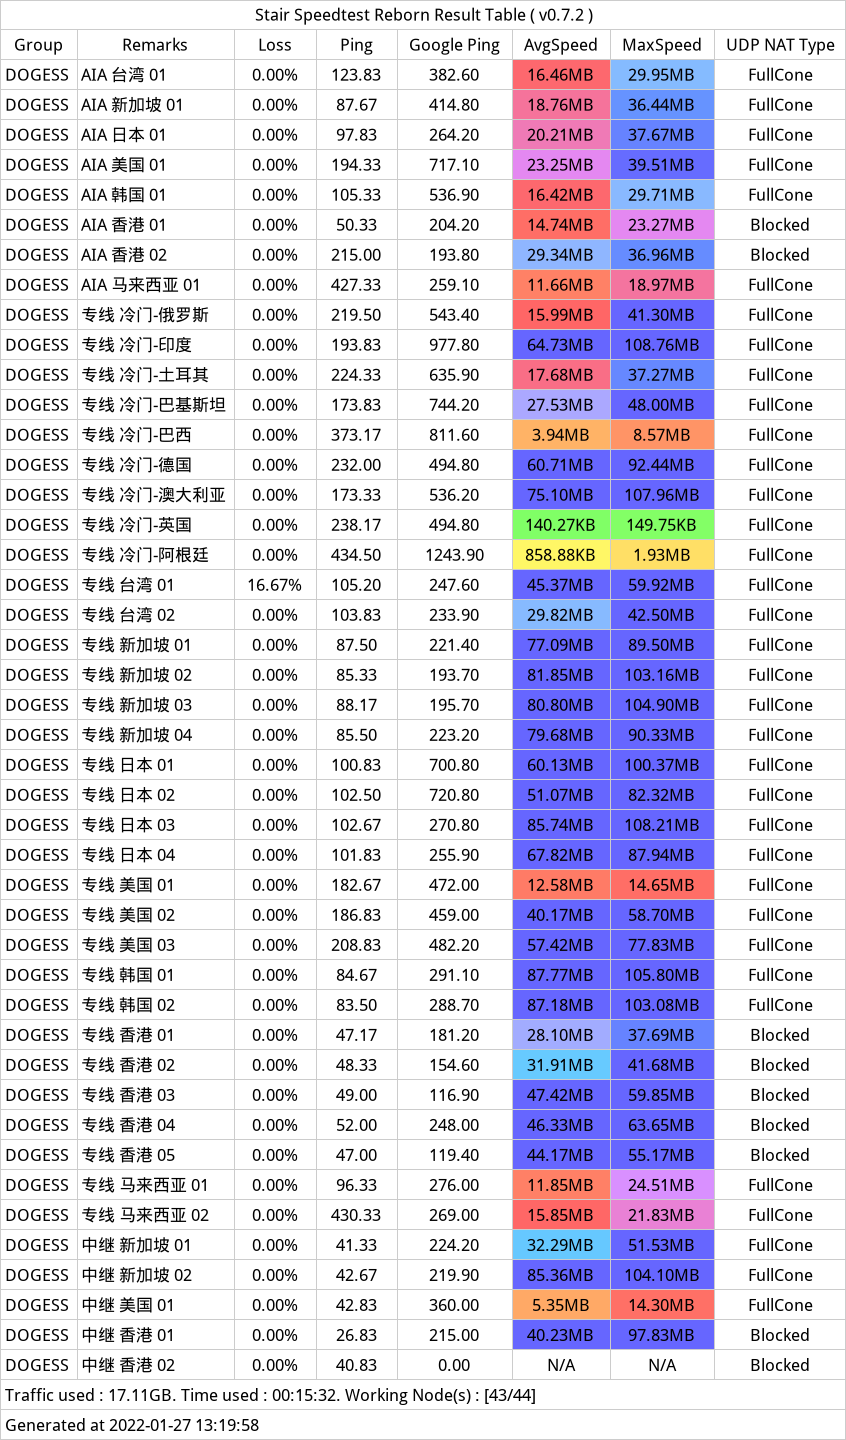 Stair Speedtest Reborn Result Table ( v0.7.2 )
Group Remarks Loss Ping Google Ping AvgSpeed MaxSpeed UDP NAT Type
DOGESS AIA 台湾 01 0.00% 123.83 382.60 16.46MB 29.95MB FullCone
DOGESS AIA 新加坡 01 0.00% 87.67 414.80 18.76MB 36.44MB FullCone
DOGESS AIA 日本 01 0.00% 97.83 264.20 20.21MB 37.67MB FullCone
DOGESS AIA 美国 01 0.00% 194.33 717.10 23.25MB 39.51MB FullCone
DOGESS AIA 韩国 01 0.00% 105.33 536.90 16.42MB 29.71MB FullCone
DOGESS AIA 香港 01 0.00% 50.33 204.20 14.74MB 23.27MB Blocked
DOGESS AIA 香港 02 0.00% 215.00 193.80 29.34MB 36.96MB Blocked
DOGESS AIA 马来西亚 01 0.00% 427.33 259.10 11.66MB 18.97MB FullCone
DOGESS 专线 冷门-俄罗斯 0.00% 219.50 543.40 15.99MB 41.30MB FullCone
DOGESS 专线 冷门-印度 0.00% 193.83 977.80 64.73MB 108.76MB FullCone
DOGESS 专线 冷门-土耳其 0.00% 224.33 635.90 17.68MB 37.27MB FullCone
DOGESS 专线 冷门-巴基斯坦 0.00% 173.83 744.20 27.53MB 48.00MB FullCone
DOGESS 专线 冷门-巴西 0.00% 373.17 811.60 3.94MB 8.57MB FullCone
DOGESS 专线 冷门-德国 0.00% 232.00 494.80 60.71MB 92.44MB FullCone
DOGESS 专线 冷门-澳大利亚 0.00% 173.33 536.20 75.10MB 107.96MB FullCone
DOGESS 专线 冷门-英国 0.00% 238.17 494.80 140.27KB 149.75KB FullCone
DOGESS 专线 冷门-阿根廷 0.00% 434.50 1243.90 858.88KB 1.93MB FullCone
DOGESS 专线 台湾 01 16.67% 105.20 247.60 45.37MB 59.92MB FullCone
DOGESS 专线 台湾 02 0.00% 103.83 233.90 29.82MB 42.50MB FullCone
DOGESS 专线 新加坡 01 0.00% 87.50 221.40 77.09MB 89.50MB FullCone
DOGESS 专线 新加坡 02 0.00% 85.33 193.70 81.85MB 103.16MB FullCone
DOGESS 专线 新加坡 03 0.00% 88.17 195.70 80.80MB 104.90MB FullCone
DOGESS 专线 新加坡 04 0.00% 85.50 223.20 79.68MB 90.33MB FullCone
DOGESS 专线 日本 01 0.00% 100.83 700.80 60.13MB 100.37MB FullCone
DOGESS 专线 日本 02 0.00% 102.50 720.80 51.07MB 82.32MB FullCone
DOGESS 专线 日本 03 0.00% 102.67 270.80 85.74MB 108.21MB FullCone
DOGESS 专线 日本 04 0.00% 101.83 255.90 67.82MB 87.94MB FullCone
DOGESS 专线 美国 01 0.00% 182.67 472.00 12.58MB 14.65MB FullCone
DOGESS 专线 美国 02 0.00% 186.83 459.00 40.17MB 58.70MB FullCone
DOGESS 专线 美国 03 0.00% 208.83 482.20 57.42MB 77.83MB FullCone
DOGESS 专线 韩国 01 0.00% 84.67 291.10 87.77MB 105.80MB FullCone
DOGESS 专线 韩国 02 0.00% 83.50 288.70 87.18MB 103.08MB FullCone
DOGESS 专线 香港 01 0.00% 47.17 181.20 28.10MB 37.69MB Blocked
DOGESS 专线 香港 02 0.00% 48.33 154.60 31.91MB 41.68MB Blocked
DOGESS 专线 香港 03 0.00% 49.00 116.90 47.42MB 59.85MB Blocked
DOGESS 专线 香港 04 0.00% 52.00 248.00 46.33MB 63.65MB Blocked
DOGESS 专线 香港 05 0.00% 47.00 119.40 44.17MB 55.17MB Blocked
DOGESS 专线 马来西亚 01 0.00% 96.33 276.00 11.85MB 24.51MB FullCone
DOGESS 专线 马来西亚 02 0.00% 430.33 269.00 15.85MB 21.83MB FullCone
DOGESS 中继 新加坡 01 0.00% 41.33 224.20 32.29MB 51.53MB FullCone
DOGESS 中继 新加坡 02 0.00% 42.67 219.90 85.36MB 104.10MB FullCone
DOGESS 中继 美国 01 0.00% 42.83 360.00 5.35MB 14.30MB FullCone
DOGESS 中继 香港 01 0.00% 26.83 215.00 40.23MB 97.83MB Blocked
DOGESS 中继 香港 02 0.00% 40.83 0.00 N/A N/A Blocked
Traffic used : 17.11GB. Time used : 00:15:32. Working Node(s) : [43/44]
Generated at 2022-01-27 13:19:58